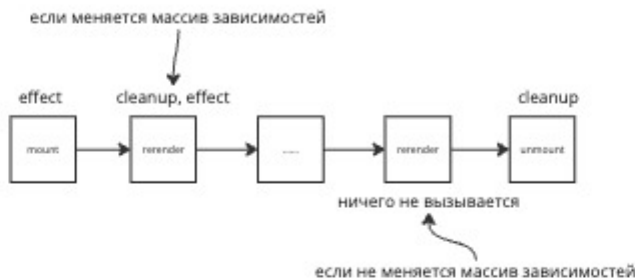 если меняется массив зависимостей
effect
cleanup, effect
cleanup
mount
rerender
......
rerender
unmount
ничего не вызывается
если не меняется массив зависимостей